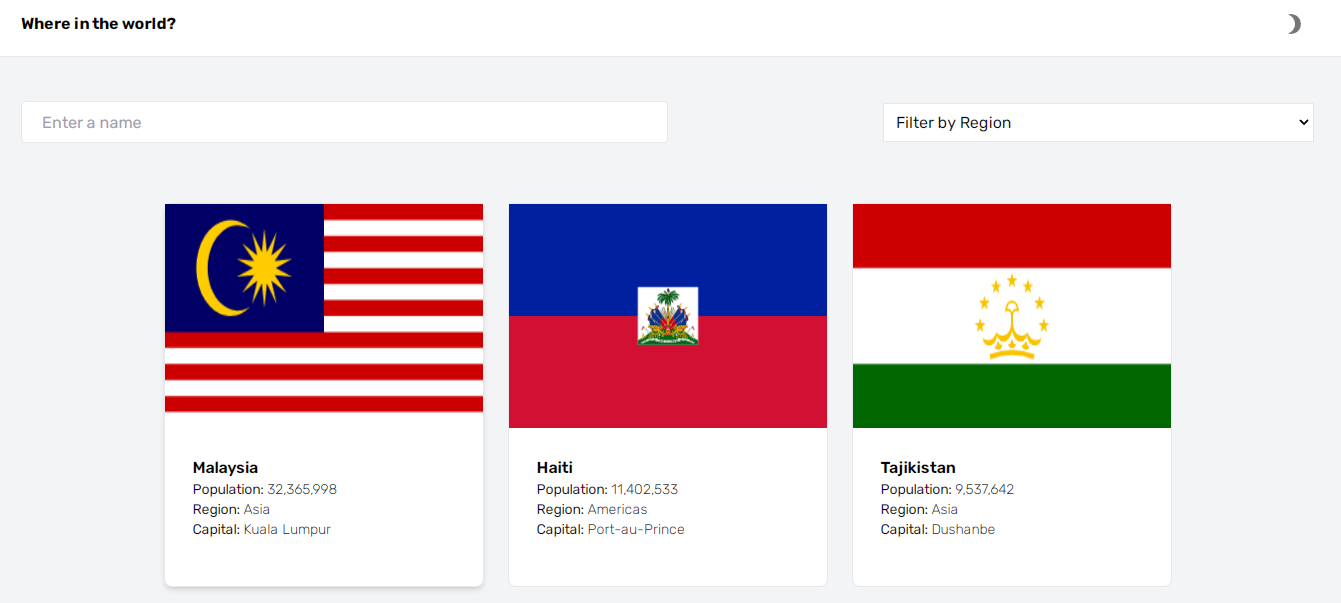 Where in the world?
Enter a name
Filter by Region
Malaysia
Population: 32,365,998
Region: Asia
Capital: Kuala Lumpur
Haiti
Population: 11,402,533
Region: Americas
Capital: Port-au-Prince
Tajikistan
Population: 9,537,642
Region: Asia
Capital: Dushanbe